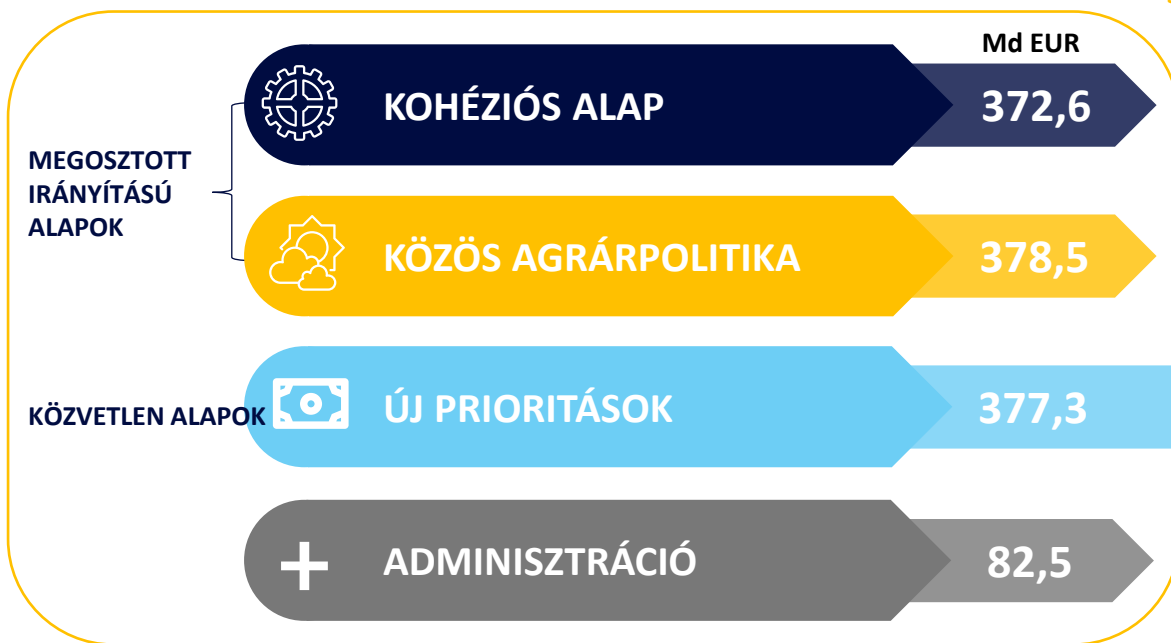 Md EUR
KOHÉZIÓS ALAP
372,6
MEGOSZTOTT
IRÁNYÍTÁSÚ
ALAPOK
KÖZÖS AGRÁRPOLITIKA
378,5
KÖZVETLEN ALAPOK
ÚJ PRIORITÁSOK
377,3
ADMINISZTRÁCIÓ
82,5